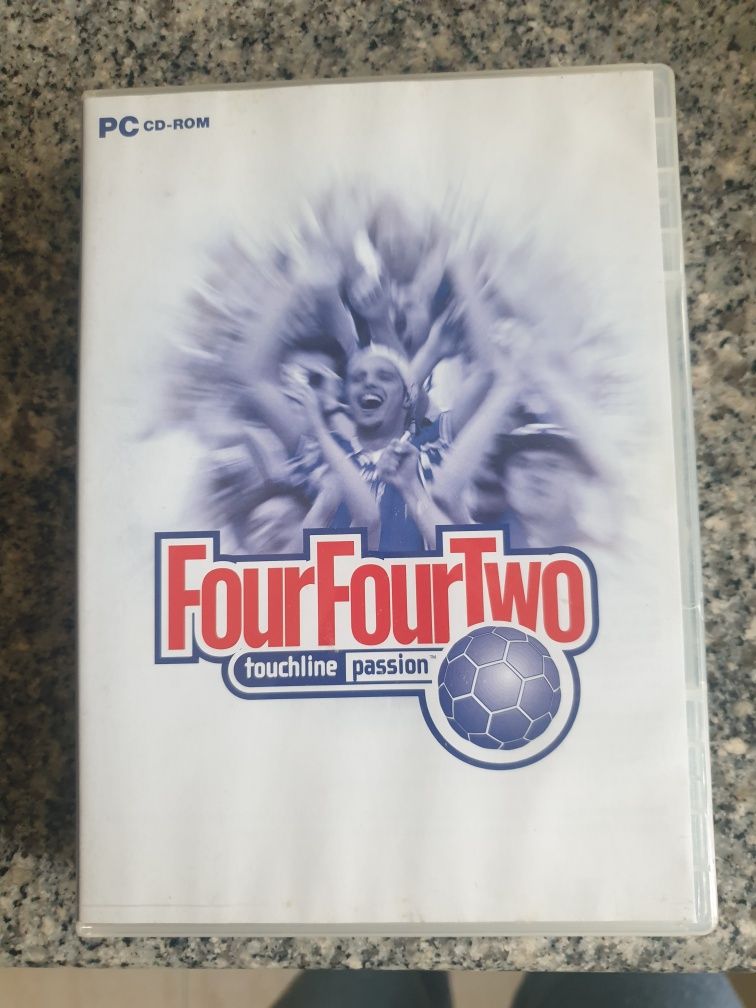 PC CD-ROM
FourFourTwo
touchline passion™